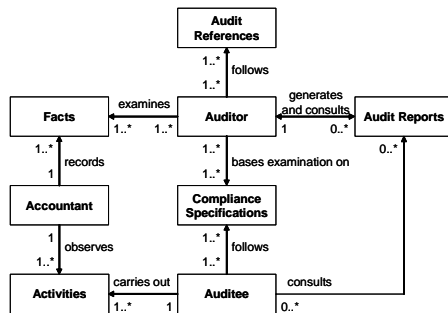 Audit
References
1..*
follows
1..*
examines
generates
and consults
Facts
Auditor
Audit Reports
1..*
1..*
1
0..*
1..*
1..*
0..*
records
bases examination on
1
1..*
Accountant
Compliance
Specifications
1
1..*
observes
follows
1..*
1..*
carries out
consults
Activities
Auditee
1..*
1
0..*